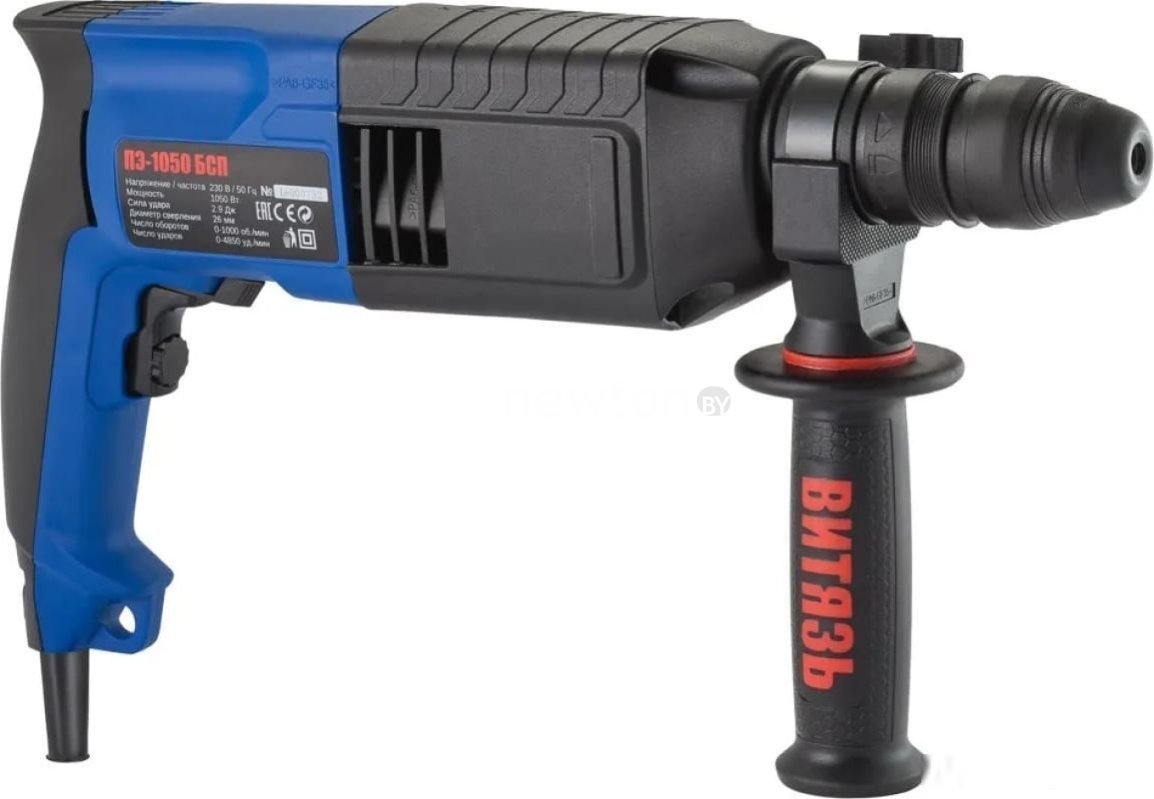 >PA6-GF35<
ПЭ-1050 БСП
Напряжение / частота 230 В / 50 Гц №
Мощность 1050 Вт
Сила удара 2.9 Дж
Диаметр сверления 26 мм
Число оборотов 0-1000 об./мин
Число ударов 0-4850 уд./мин
EAC CE
>PA6-GF35<
newton BY
ВИТЯЗЬ